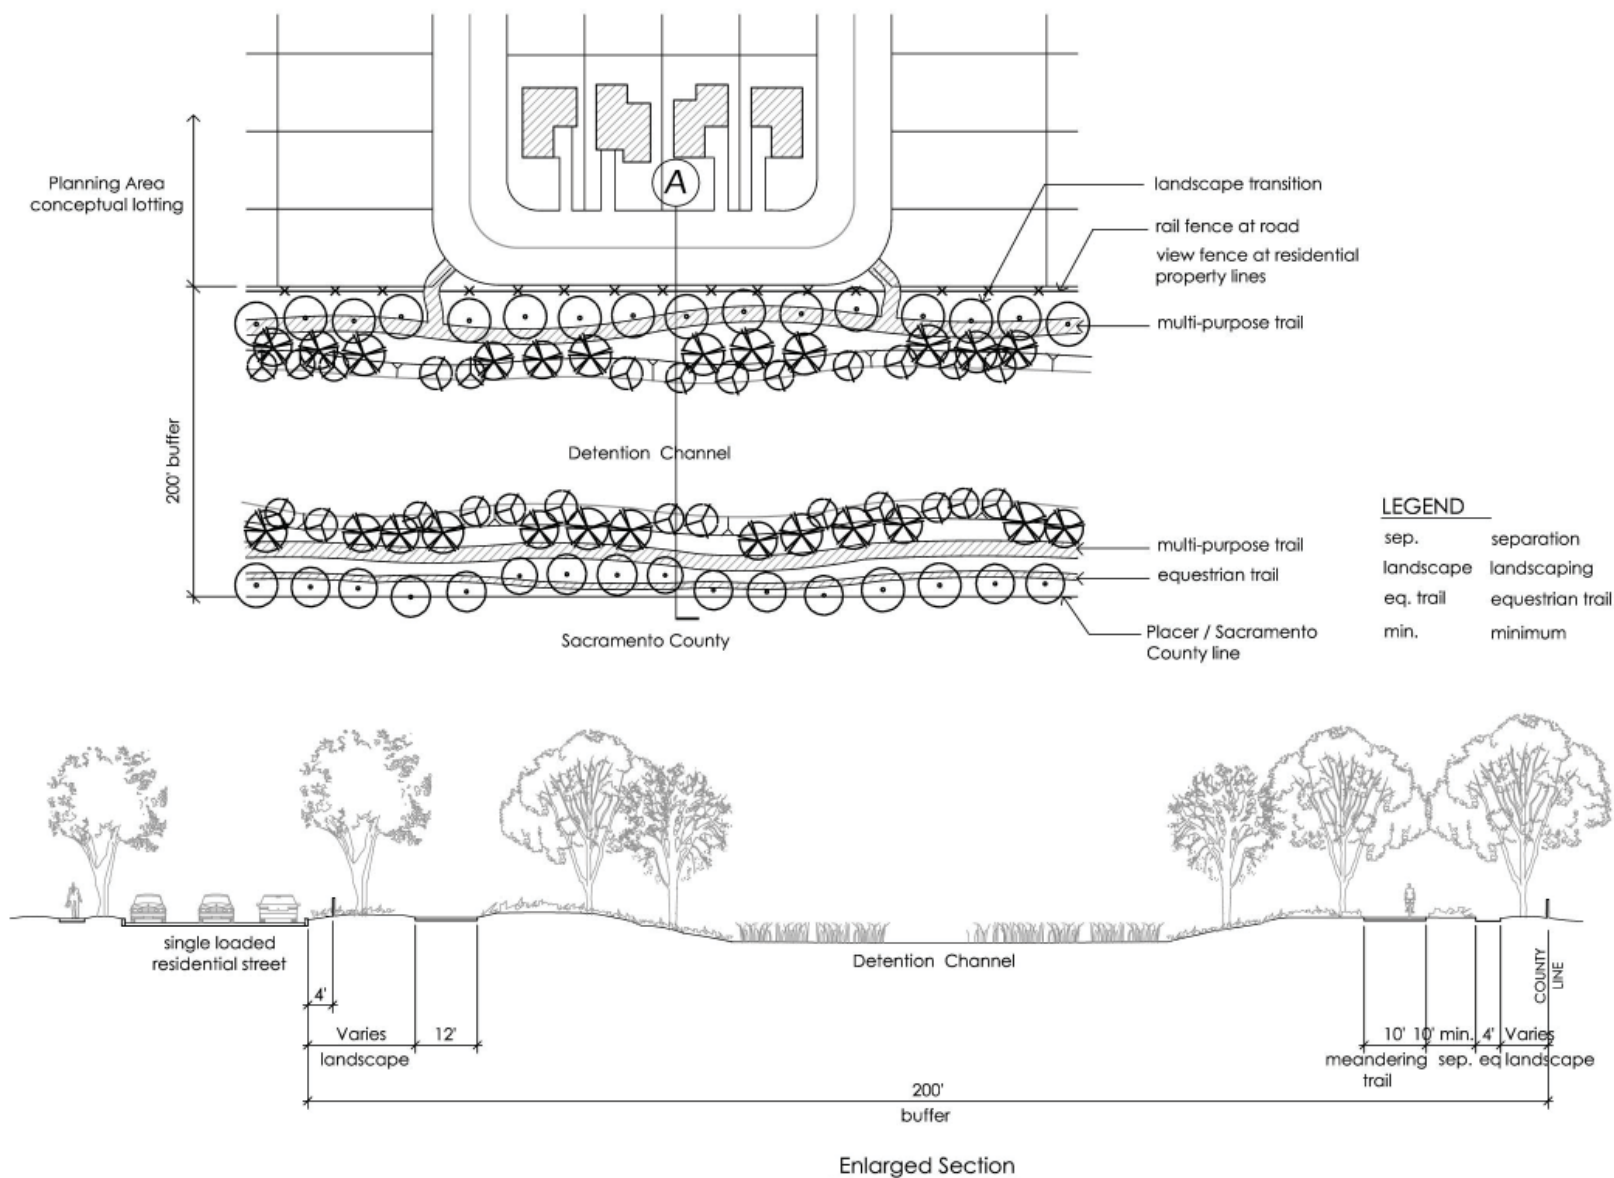 Planning Area
conceptual lotting
A
landscape transition
rail fence at road
view fence at residential
property lines
multi-purpose trail
200' buffer
Detention Channel
multi-purpose trail
equestrian trail
Sacramento County
Placer / Sacramento
County line
LEGEND
sep. separation
landscape landscaping
eq. trail equestrian trail
min. minimum
single loaded
residential street
Detention Channel
COUNTY
LINE
4'
Varies 12'
landscape
10' 10' min. 4' Varies
meandering sep. eq landscape
trail
200'
buffer
Enlarged Section